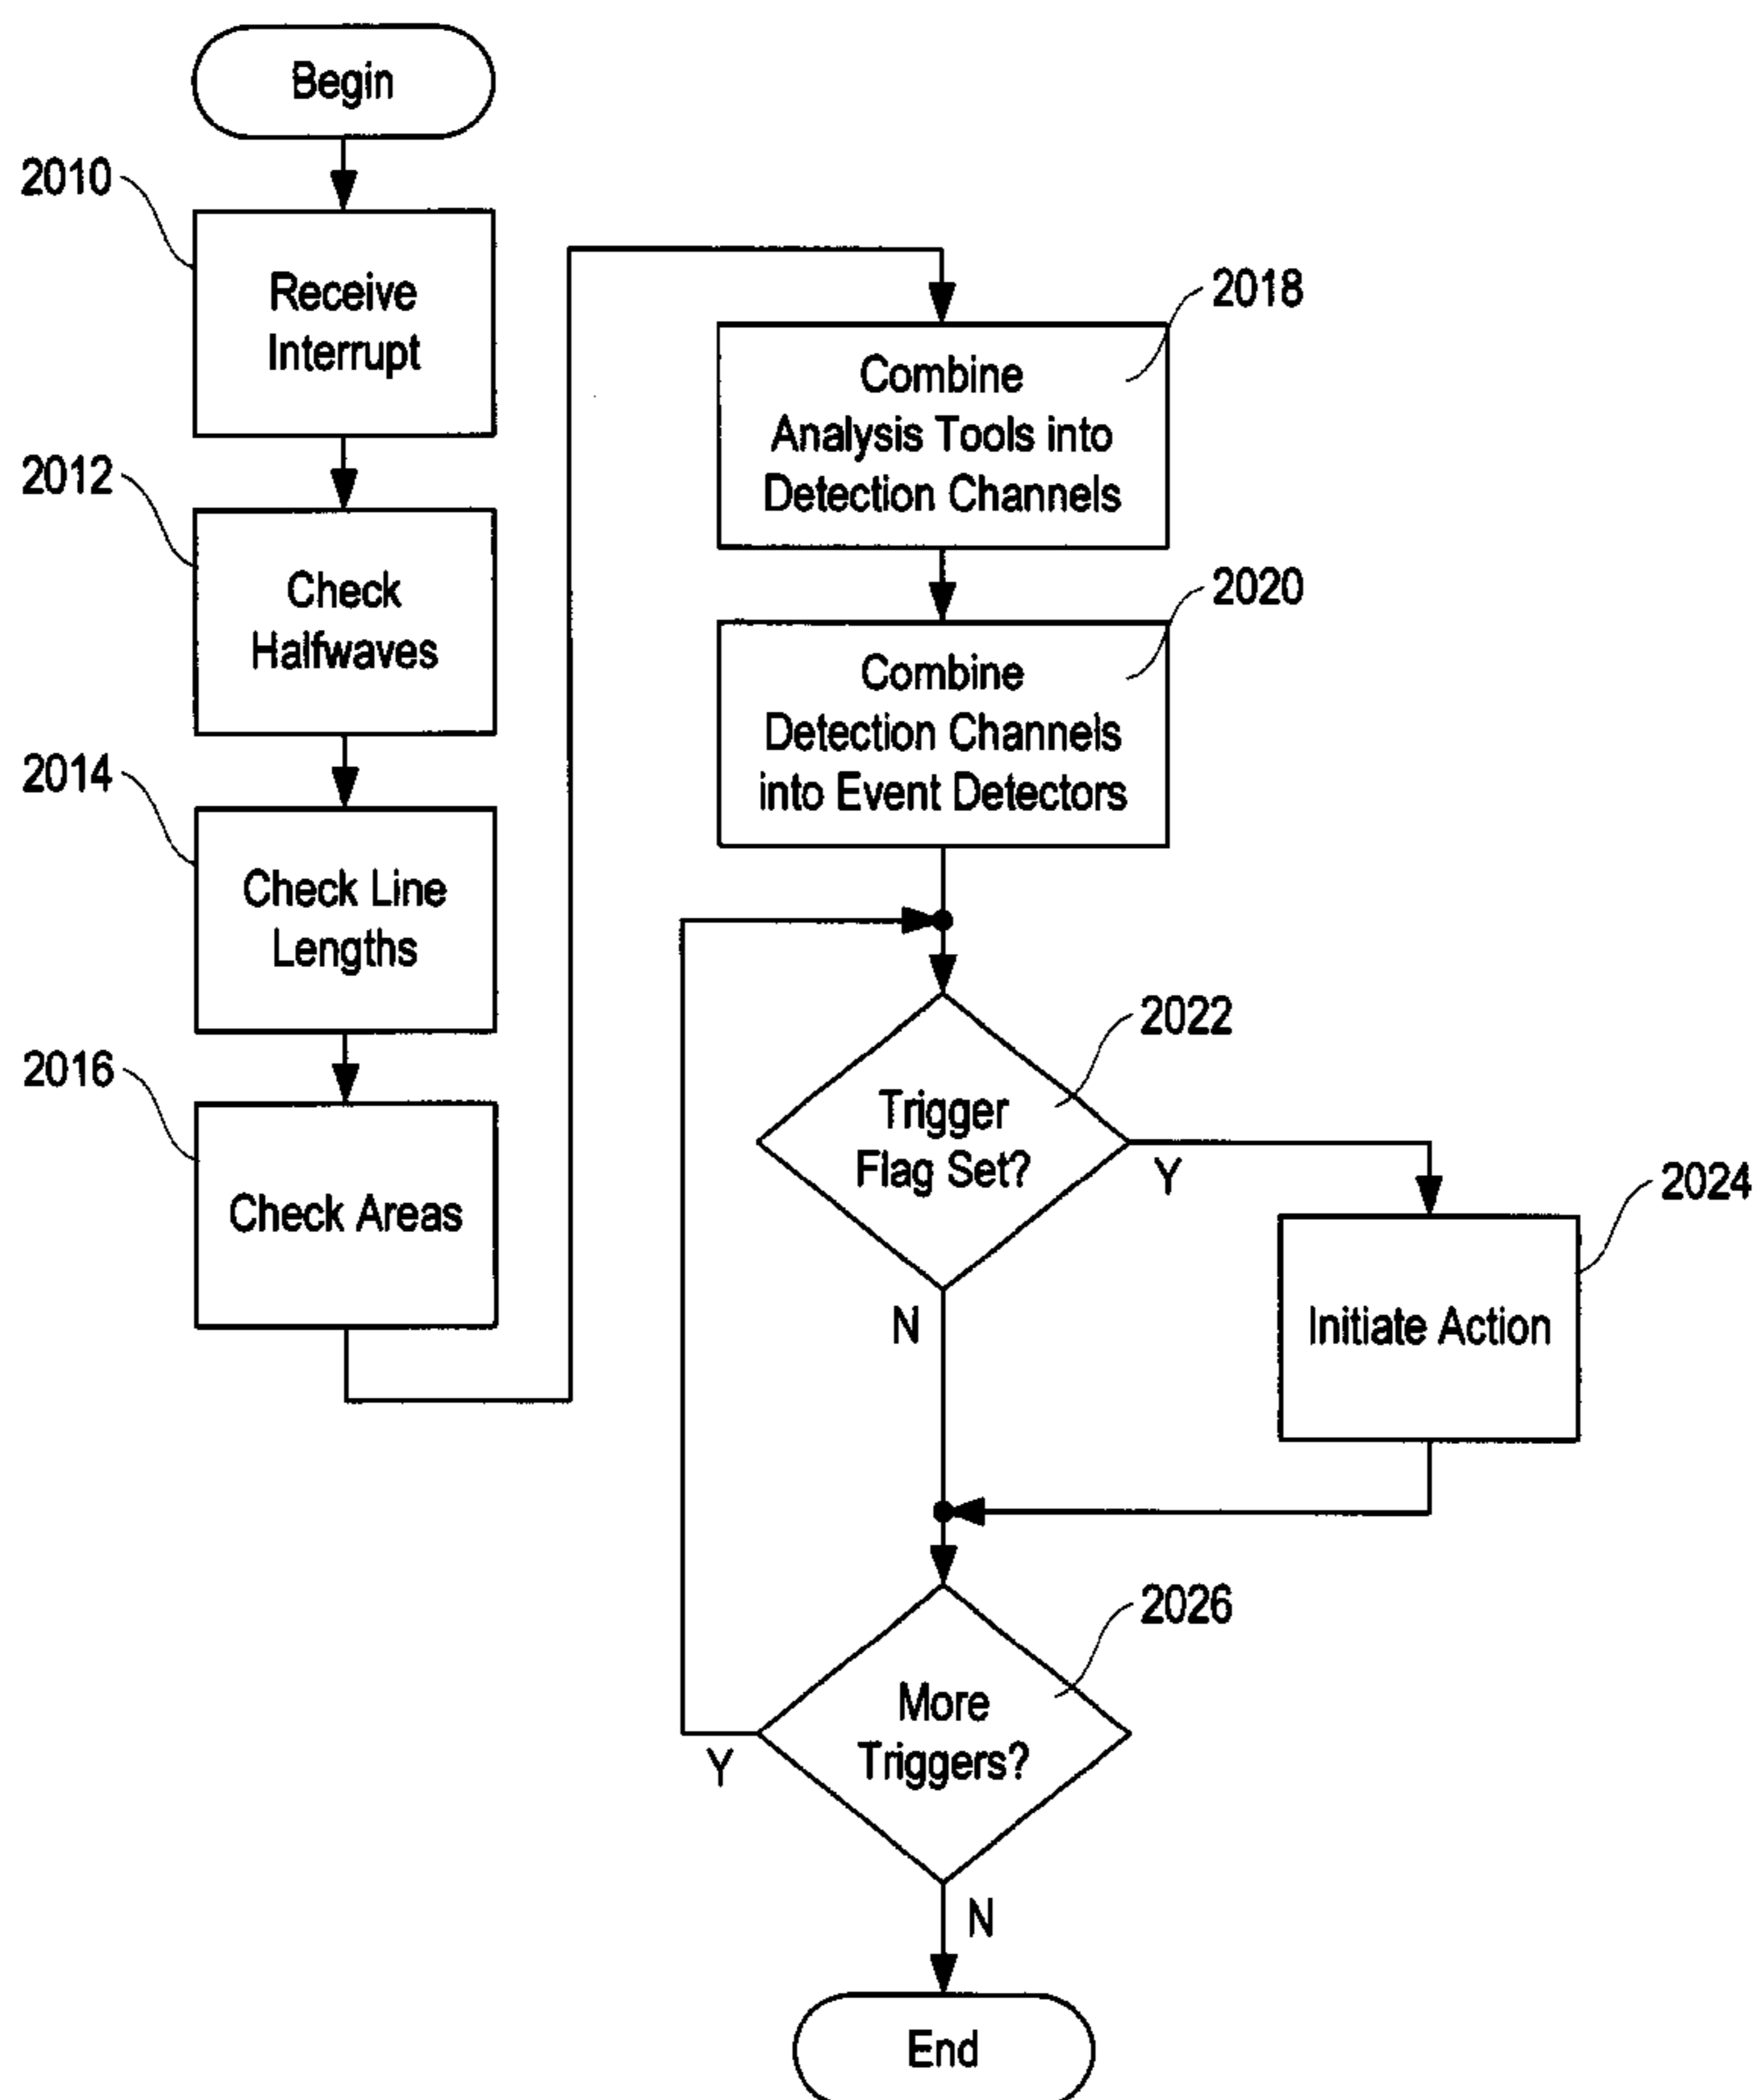 Begin
2010
Receive
Interrupt
2012
Check
Halfwaves
2014
Check Line
Lengths
2016
Check Areas
2018
Combine
Analysis Tools into
Detection Channels
2020
Combine
Detection Channels
into Event Detectors
2022
Trigger
Flag Set?
Y
N
2024
Initiate Action
2026
More
Triggers?
Y
N
End